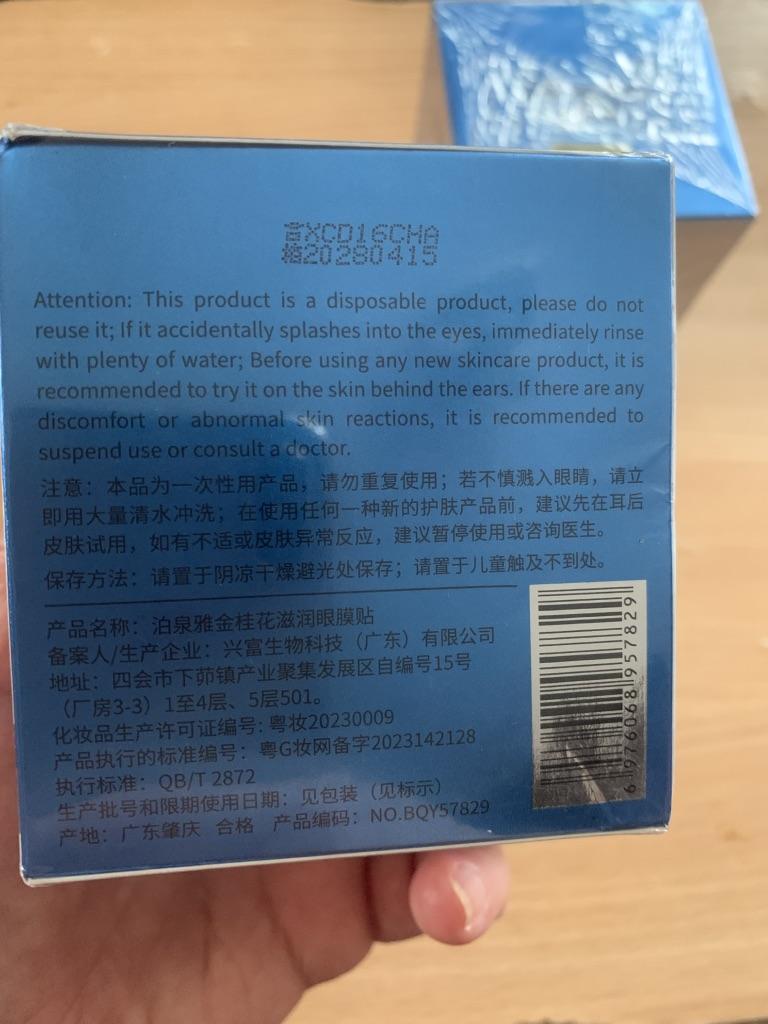 XCD16CHA
20280415
Attention: This product is a disposable product, please do not
reuse it; If it accidentally splashes into the eyes, immediately rinse
with plenty of water; Before using any new skincare product, it is
recommended to try it on the skin behind the ears. If there are any
discomfort or abnormal skin reactions, it is recommended to
suspend use or consult a doctor.
注意：本品为一次性用产品，请勿重复使用；若不慎溅入眼睛，请立
即用大量清水冲洗；在使用任何一种新的护肤产品前，建议先在耳后
皮肤试用，如有不适或皮肤异常反应，建议暂停使用或咨询医生。
保存方法：请置于阴凉干燥避光处保存；请置于儿童触及不到处。
产品名称：泊泉雅金桂花滋润眼膜贴
备案人/生产企业：兴富生物科技（广东）有限公司
地址：四会市下茆镇产业聚集发展区自编号15号
（厂房3-3）1至4层、5层501。
化妆品生产许可证编号: 粤妆20230009
产品执行的标准编号：粤G妆网备字2023142128
执行标准：QB/T 2872
生产批号和限期使用日期：见包装（见标示）
产地：广东肇庆 合格 产品编码：NO.BQY57829
6 976068 957829